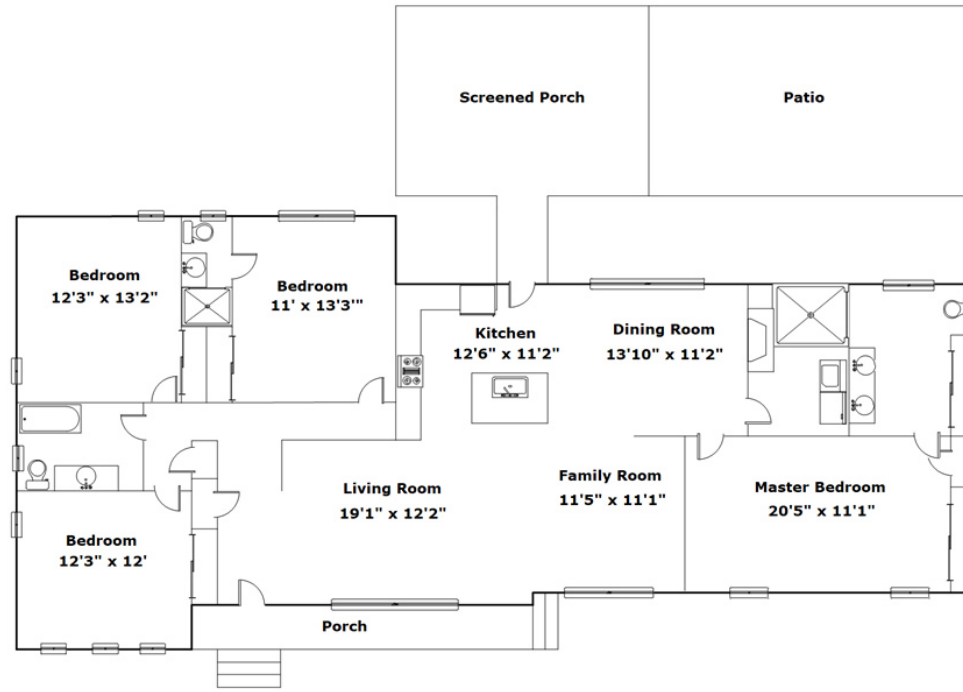 Screened Porch
Patio
Bedroom
12'3" x 13'2"
Bedroom
11' x 13'3'"
Kitchen
12'6" x 11'2"
Dining Room
13'10" x 11'2"
Living Room
19'1" x 12'2"
Family Room
11'5" x 11'1"
Master Bedroom
20'5" x 11'1"
Bedroom
12'3" x 12'
Porch